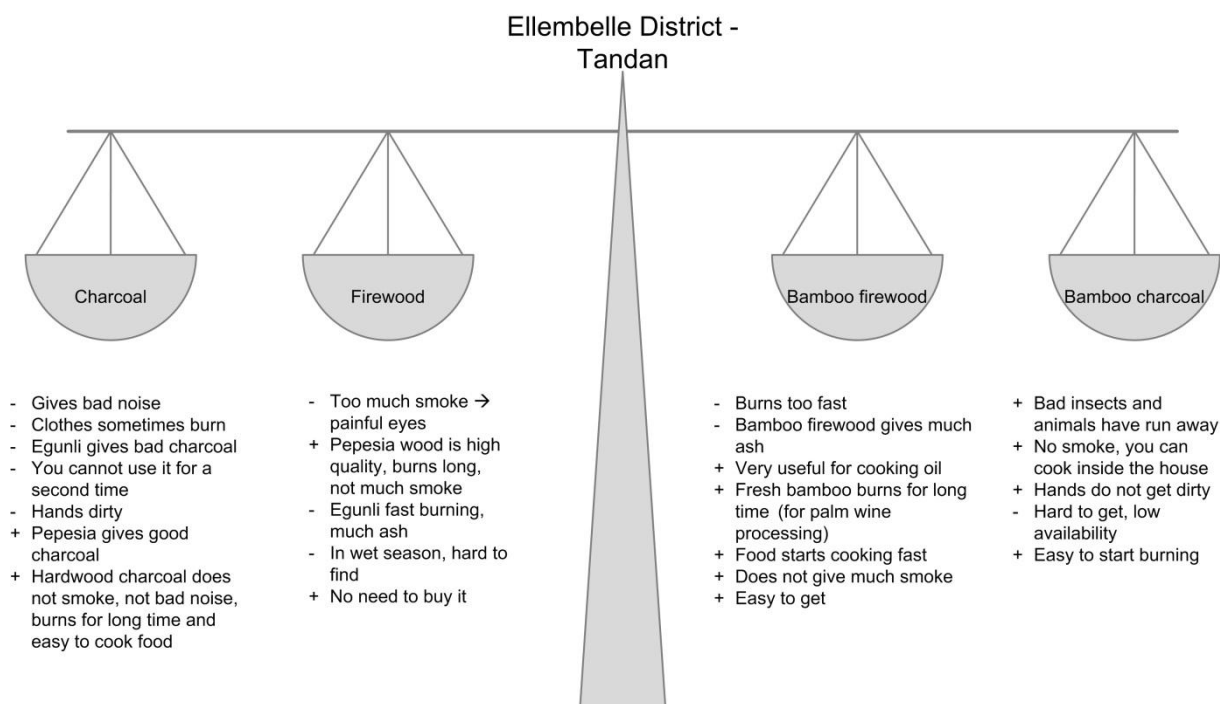 Ellembelle District -
Tandan
Charcoal
Firewood
Bamboo firewood
Bamboo charcoal
- Gives bad noise
- Clothes sometimes burn
- Egunli gives bad charcoal
- You cannot use it for a
second time
- Hands dirty
+ Pepesia gives good
charcoal
+ Hardwood charcoal does
not smoke, not bad noise,
burns for long time and
easy to cook food
- Too much smoke →
painful eyes
+ Pepesia wood is high
quality, burns long,
not much smoke
- Egunli fast burning,
much ash
- In wet season, hard to
find
+ No need to buy it
- Burns too fast
- Bamboo firewood gives much
ash
+ Very useful for cooking oil
+ Fresh bamboo burns for long
time (for palm wine
processing)
+ Food starts cooking fast
+ Does not give much smoke
+ Easy to get
+ Bad insects and
animals have run away
+ No smoke, you can
cook inside the house
+ Hands do not get dirty
- Hard to get, low
availability
+ Easy to start burning